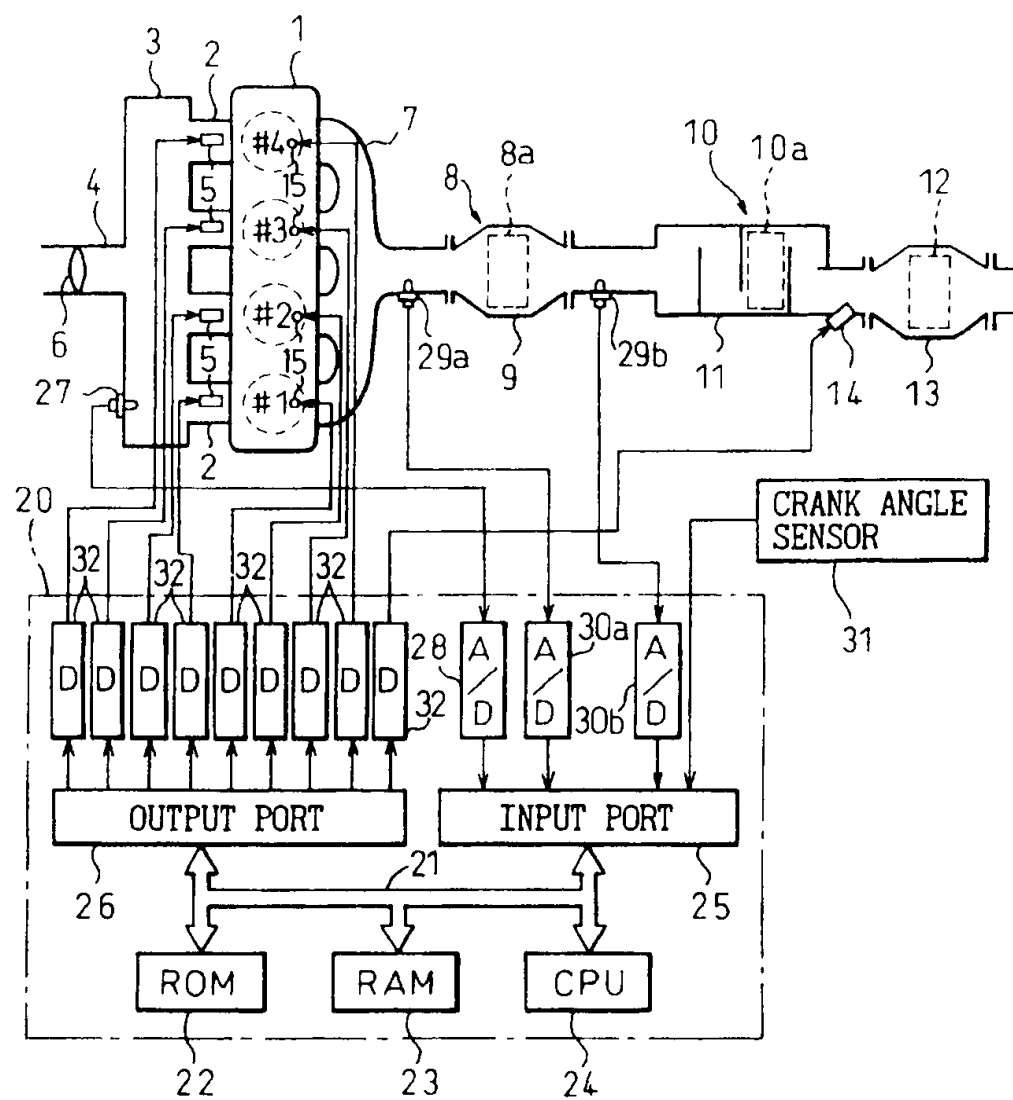 1
3
2
7
#4
8a
10
10a
8
4
5
15
12
#3
6
#2
29a
9
29b
11
14
13
27
5
15
#1
2
20
CRANK ANGLE
SENSOR
32
32
32
32
31
D
D
D
D
D
D
D
D
D
32
28
A/D
30a
A/D
30b
A/D
OUTPUT PORT
INPUT PORT
26
21
25
ROM
RAM
CPU
22
23
24